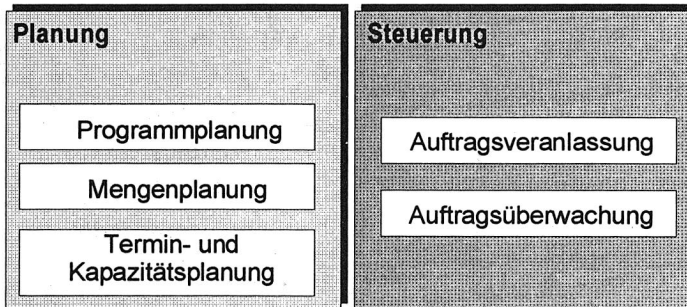 Planung
Programmplanung
Mengenplanung
Termin- und
Kapazitätsplanung
Steuerung
Auftragsveranlassung
Auftragsüberwachung